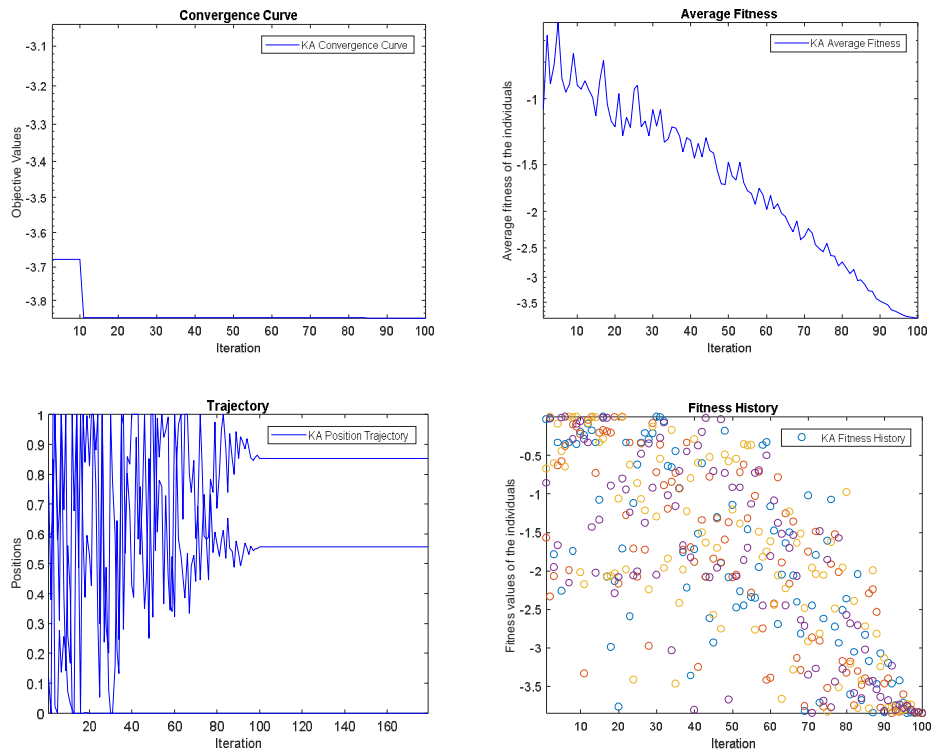 Convergence Curve
KA Convergence Curve
Objective Values
-3.1
-3.2
-3.3
-3.4
-3.5
-3.6
-3.7
-3.8
10 20 30 40 50 60 70 80 90 100
Iteration
Average Fitness
KA Average Fitness
Average fitness of the individuals
-1
-1.5
-2
-2.5
-3
-3.5
10 20 30 40 50 60 70 80 90 100
Iteration
Trajectory
KA Position Trajectory
Positions
1
0.9
0.8
0.7
0.6
0.5
0.4
0.3
0.2
0.1
0
20 40 60 80 100 120 140 160
Iteration
Fitness History
KA Fitness History
Fitness values of the individuals
-0.5
-1
-1.5
-2
-2.5
-3
-3.5
10 20 30 40 50 60 70 80 90 100
Iteration